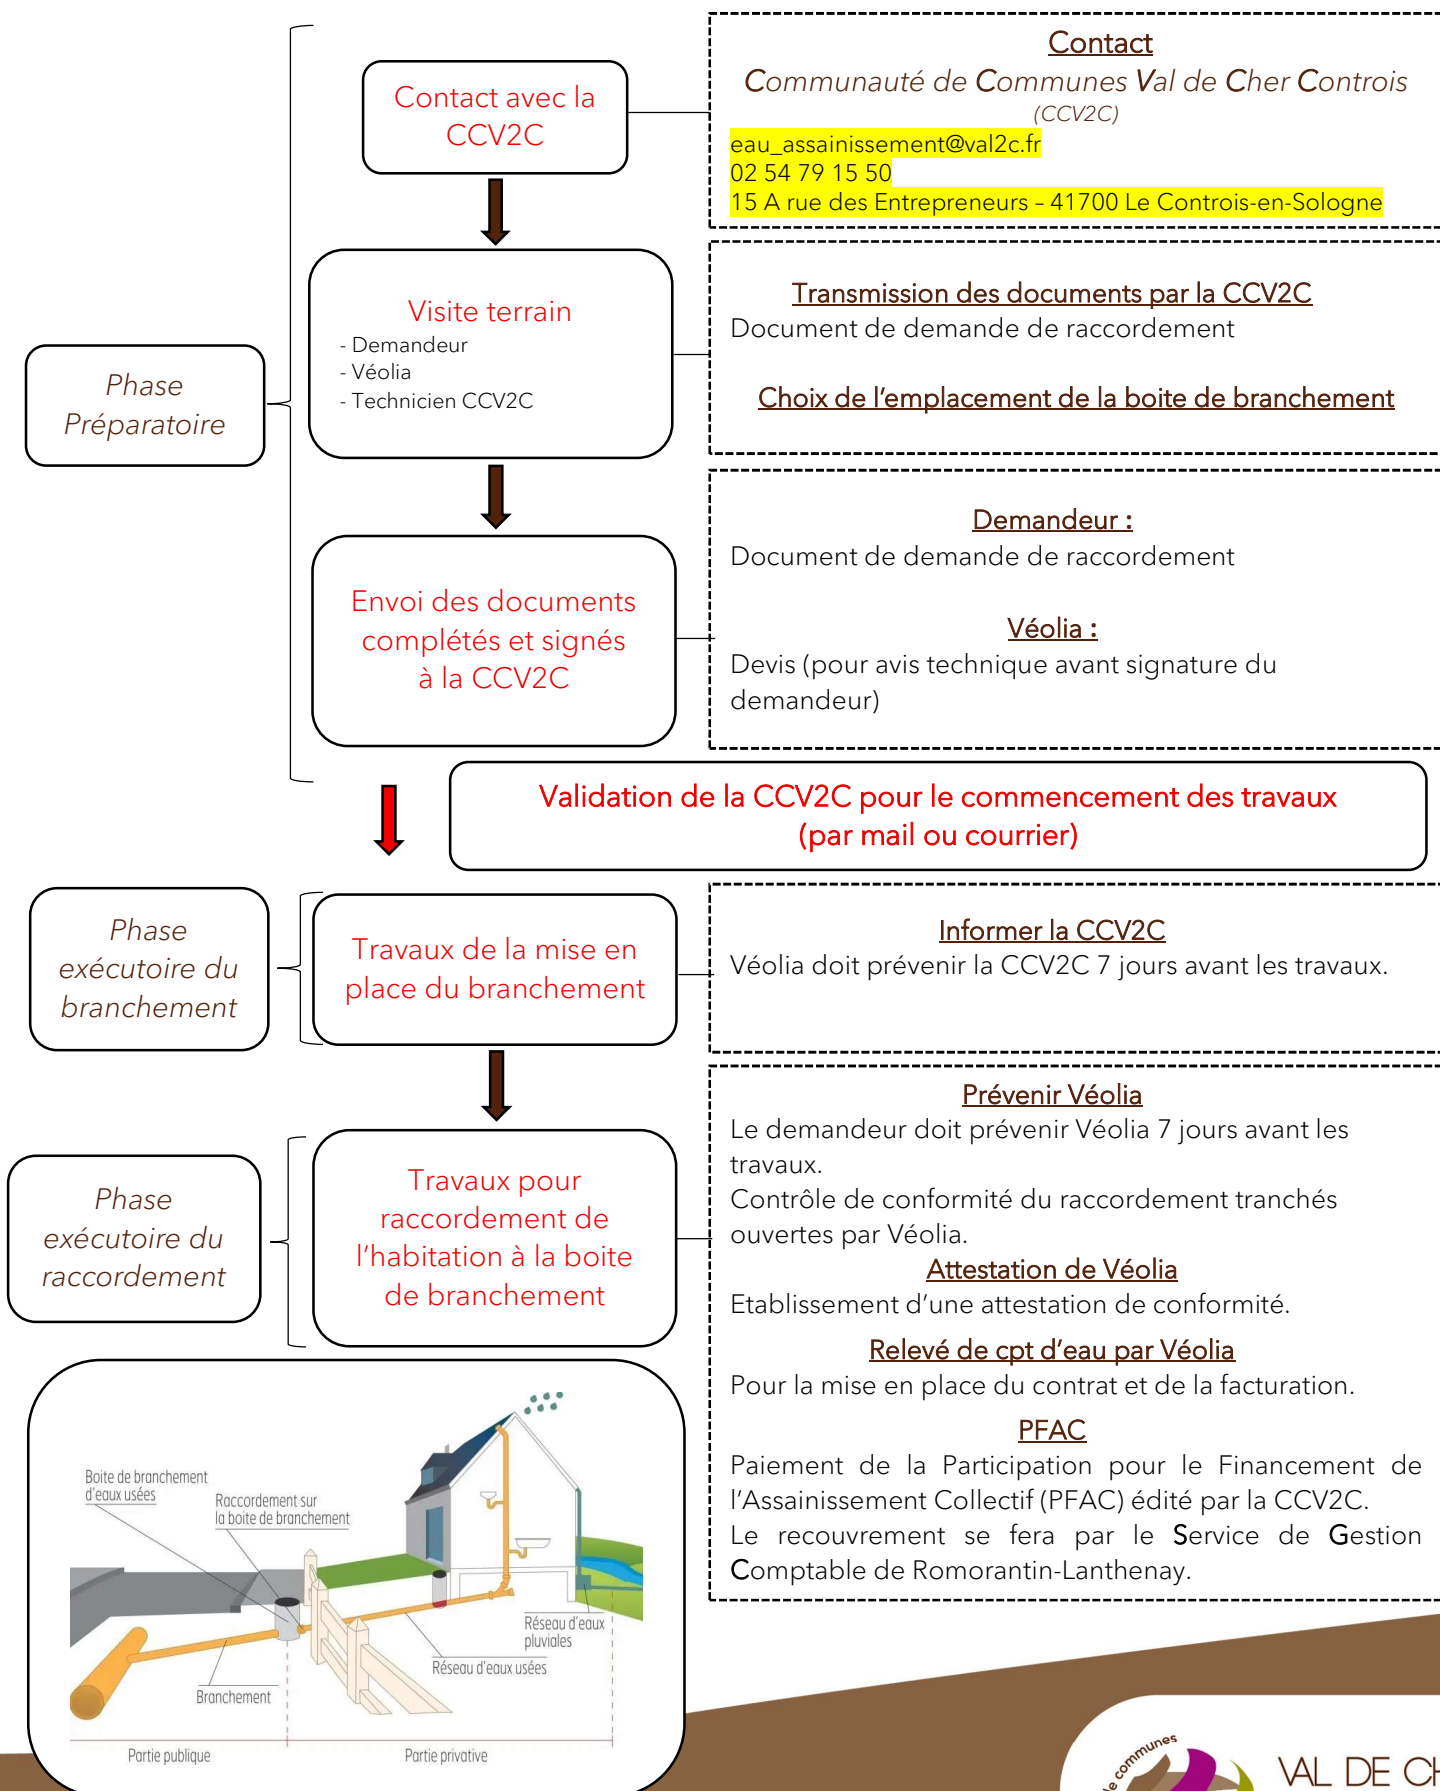 Contact avec la
CCV2C
Contact
Communauté de Communes Val de Cher Controis
(CCV2C)
eau_assainissement@val2c.fr
02 54 79 15 50
15 A rue des Entrepreneurs – 41700 Le Controis-en-Sologne
Phase
Préparatoire
Visite terrain
- Demandeur
- Véolia
- Technicien CCV2C
Transmission des documents par la CCV2C
Document de demande de raccordement
Choix de l'emplacement de la boite de branchement
Envoi des documents
complétés et signés
à la CCV2C
Demandeur :
Document de demande de raccordement
Véolia :
Devis (pour avis technique avant signature du
demandeur)
Validation de la CCV2C pour le commencement des travaux
(par mail ou courrier)
Phase
exécutoire du
branchement
Travaux de la mise en
place du branchement
Informer la CCV2C
Véolia doit prévenir la CCV2C 7 jours avant les travaux.
Phase
exécutoire du
raccordement
Travaux pour
raccordement de
l'habitation à la boite
de branchement
Prévenir Véolia
Le demandeur doit prévenir Véolia 7 jours avant les
travaux.
Contrôle de conformité du raccordement tranchés
ouvertes par Véolia.
Attestation de Véolia
Etablissement d'une attestation de conformité.
Relevé de cpt d'eau par Véolia
Pour la mise en place du contrat et de la facturation.
PFAC
Paiement de la Participation pour le Financement de
l'Assainissement Collectif (PFAC) édité par la CCV2C.
Le recouvrement se fera par le Service de Gestion
Comptable de Romorantin-Lanthenay.
Boite de branchement
d'eaux usées
Raccordement sur
la boite de branchement
Réseau d'eaux
pluviales
Réseau d'eaux usées
Branchement
Partie publique
Partie privative
de communes
VAL DE CH